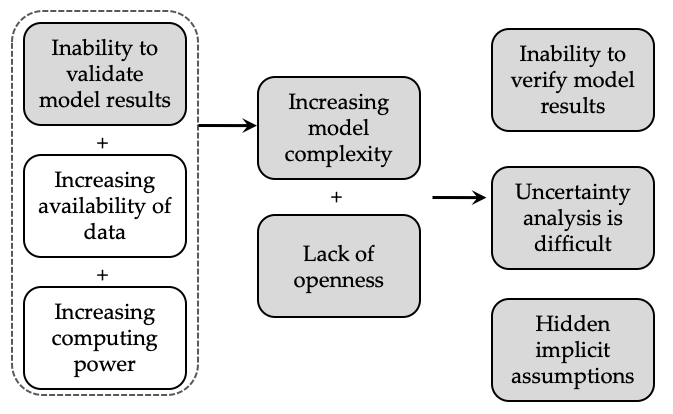 Inability to
validate
model results
+
Increasing
availability of
data
+
Increasing
computing
power
Increasing
model
complexity
+
Lack of
openness
Inability to
verify model
results
Uncertainty
analysis is
difficult
Hidden
implicit
assumptions